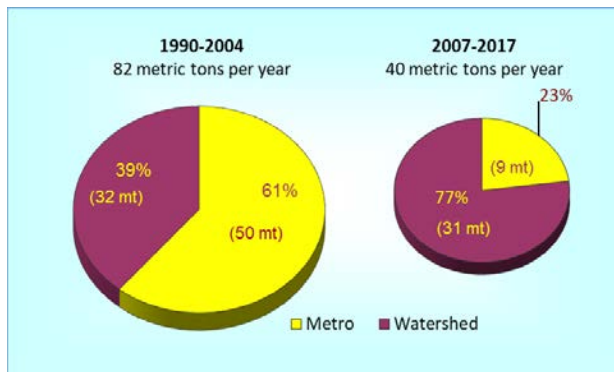 1990-2004
82 metric tons per year
39%
(32 mt)
61%
(50 mt)
2007-2017
40 metric tons per year
23%
(9 mt)
77%
(31 mt)
Metro
Watershed